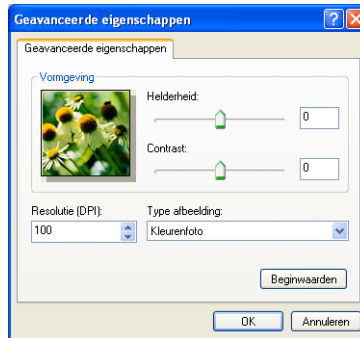 Geavanceerde eigenschappen
Geavanceerde eigenschappen
Vormgeving
Helderheid:
0
Contrast:
0
Resolutie (DPI):
Type afbeelding:
100
Kleurenfoto
Beginwaarden
OK
Annuleren